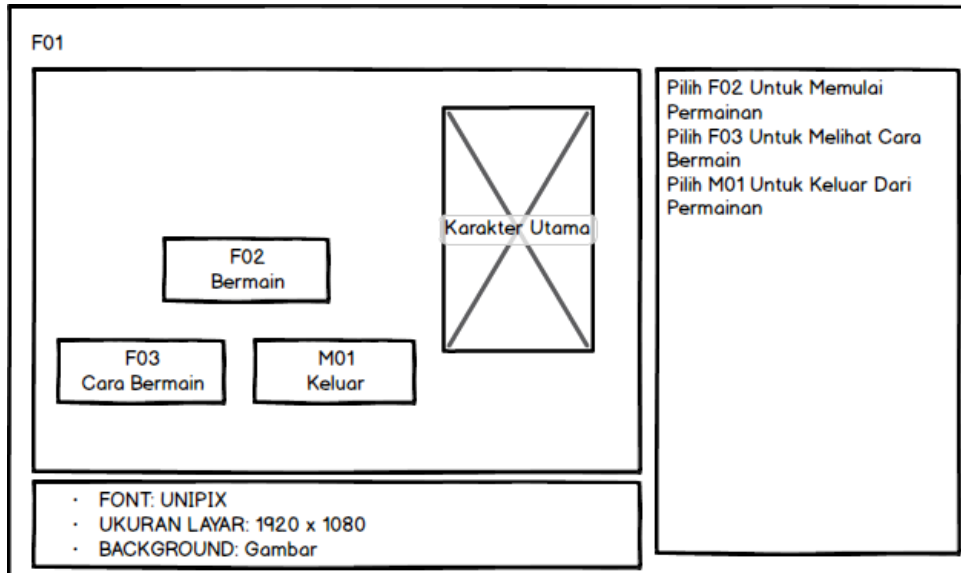 F01
Karakter Utama
F02
Bermain
F03
Cara Bermain
M01
Keluar
Pilih F02 Untuk Memulai
Permainan
Pilih F03 Untuk Melihat Cara
Bermain
Pilih M01 Untuk Keluar Dari
Permainan
· FONT: UNIPIX
· UKURAN LAYAR: 1920 x 1080
· BACKGROUND: Gambar